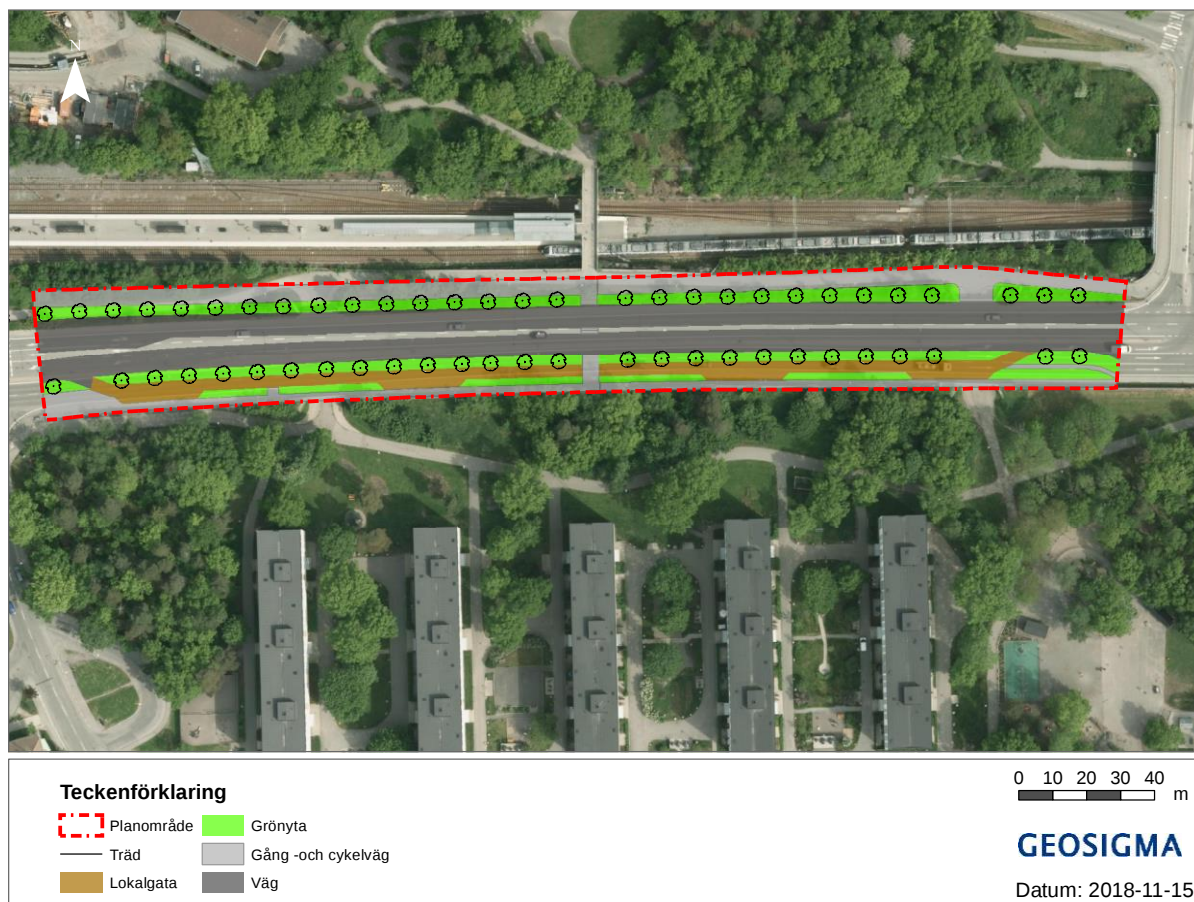 N
Teckenförklaring
Planområde
Grönyta
Träd
Gång -och cykelväg
Lokalgata
Väg
0 10 20 30 40
m
GEOSIGMA
Datum: 2018-11-15